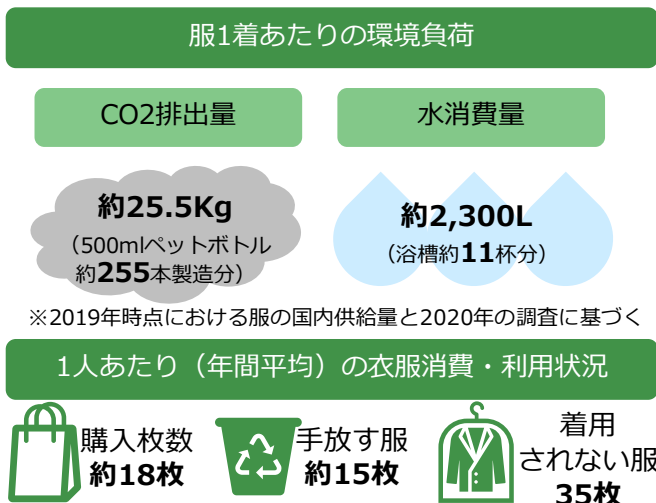 服1着あたりの環境負荷
CO2排出量
水消費量
約25.5Kg
（500mlペットボトル
約255本製造分）
約2,300L
（浴槽約11杯分）
※2019年時点における服の国内供給量と2020年の調査に基づく
1人あたり（年間平均）の衣服消費・利用状況
購入枚数
約18枚
手放す服
約15枚
着用
されない服
35枚